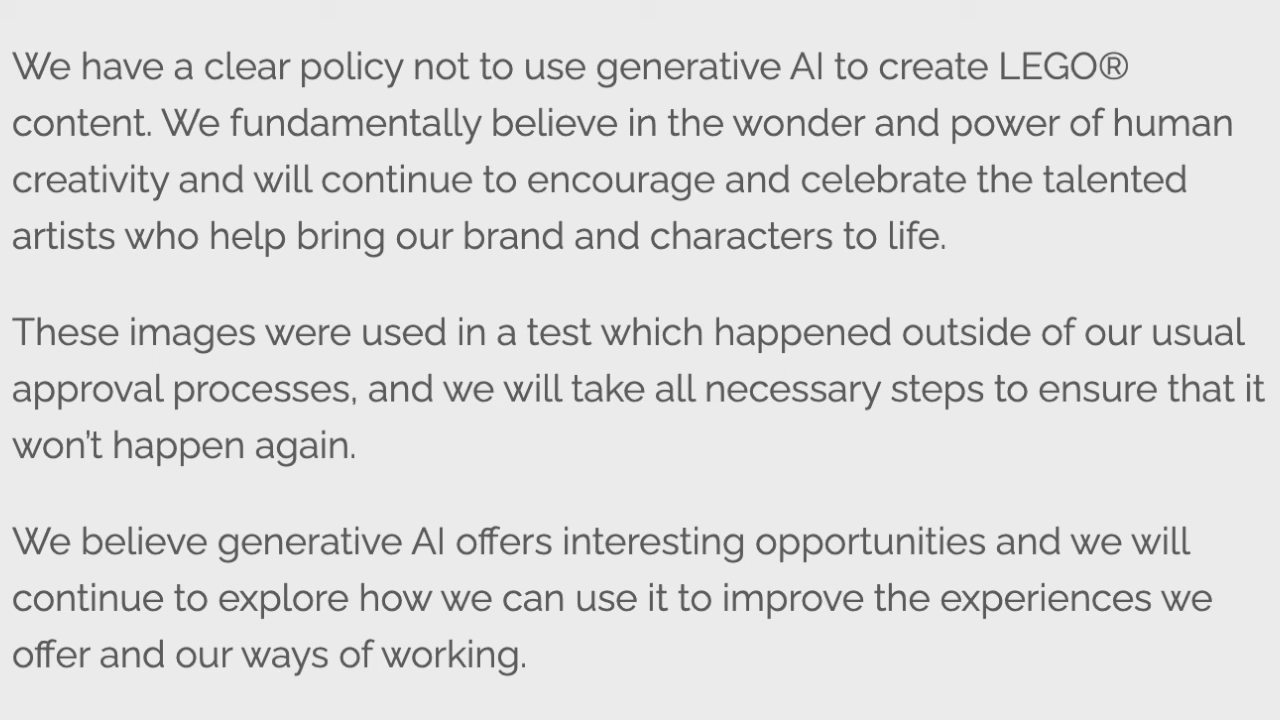 We have a clear policy not to use generative AI to create LEGO®
content. We fundamentally believe in the wonder and power of human
creativity and will continue to encourage and celebrate the talented
artists who help bring our brand and characters to life.
These images were used in a test which happened outside of our usual
approval processes, and we will take all necessary steps to ensure that it
won’t happen again.
We believe generative AI offers interesting opportunities and we will
continue to explore how we can use it to improve the experiences we
offer and our ways of working.